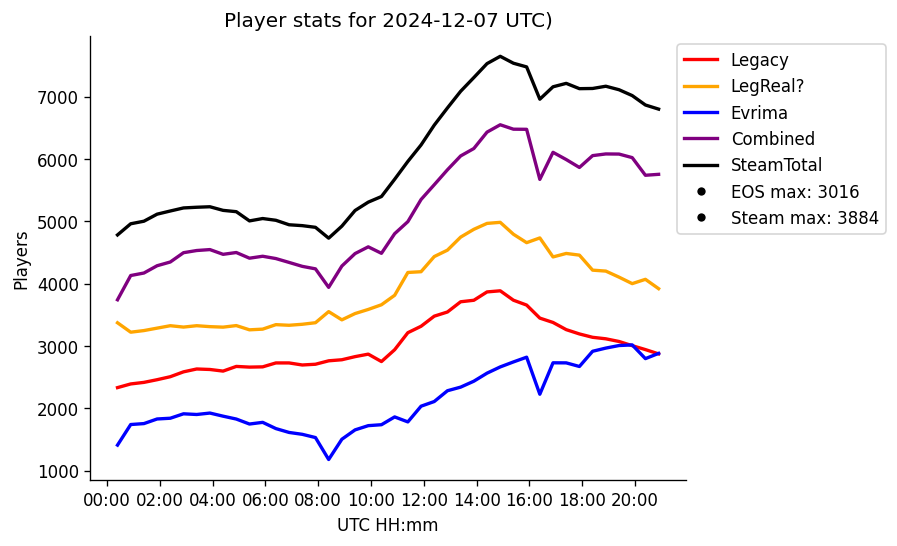 Player stats for 2024-12-07 UTC)
Players
7000
6000
5000
4000
3000
2000
1000
00:00 02:00 04:00 06:00 08:00 10:00 12:00 14:00 16:00 18:00 20:00
UTC HH:mm
Legacy
LegReal?
Evrima
Combined
SteamTotal
EOS max: 3016
Steam max: 3884